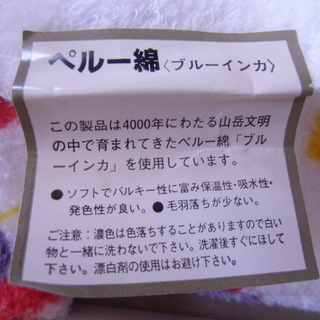 ペルー綿〈ブルーインカ〉
この製品は4000年にわたる山岳文明
の中で育まれてきたペルー綿「ブル
ーインカ」を使用しています。
●ソフトでバルキー性に富み保温性・吸水性・
発色性が良い。●毛羽落ちが少ない。
ご注意:濃色は色落ちすることがありますので白い
物と一緒に洗わないで下さい。洗濯後すぐにほして
下さい。漂白剤の使用はお避け下さい。